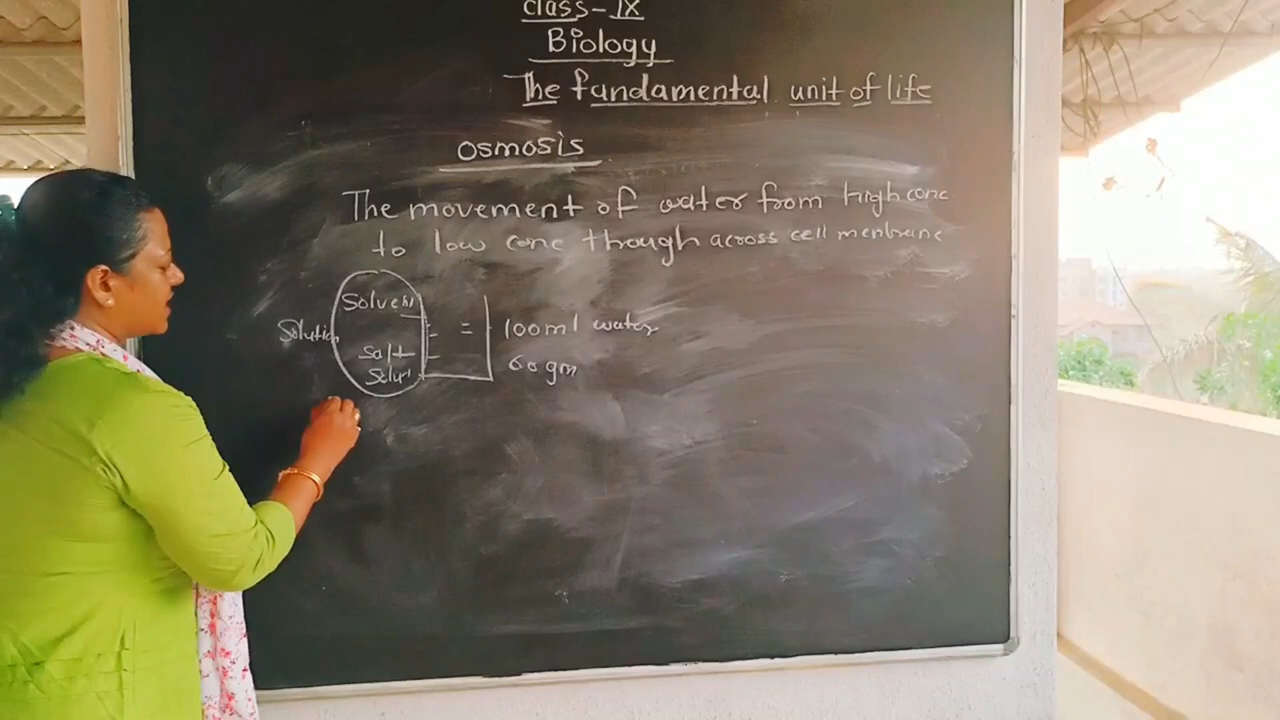 class-IX
Biology
The fundamental unit of life
osmosis
The movement of water from high conc
to low conc though across cell membrane
Solvent
Solution
= 100ml water
Salt
60 gm